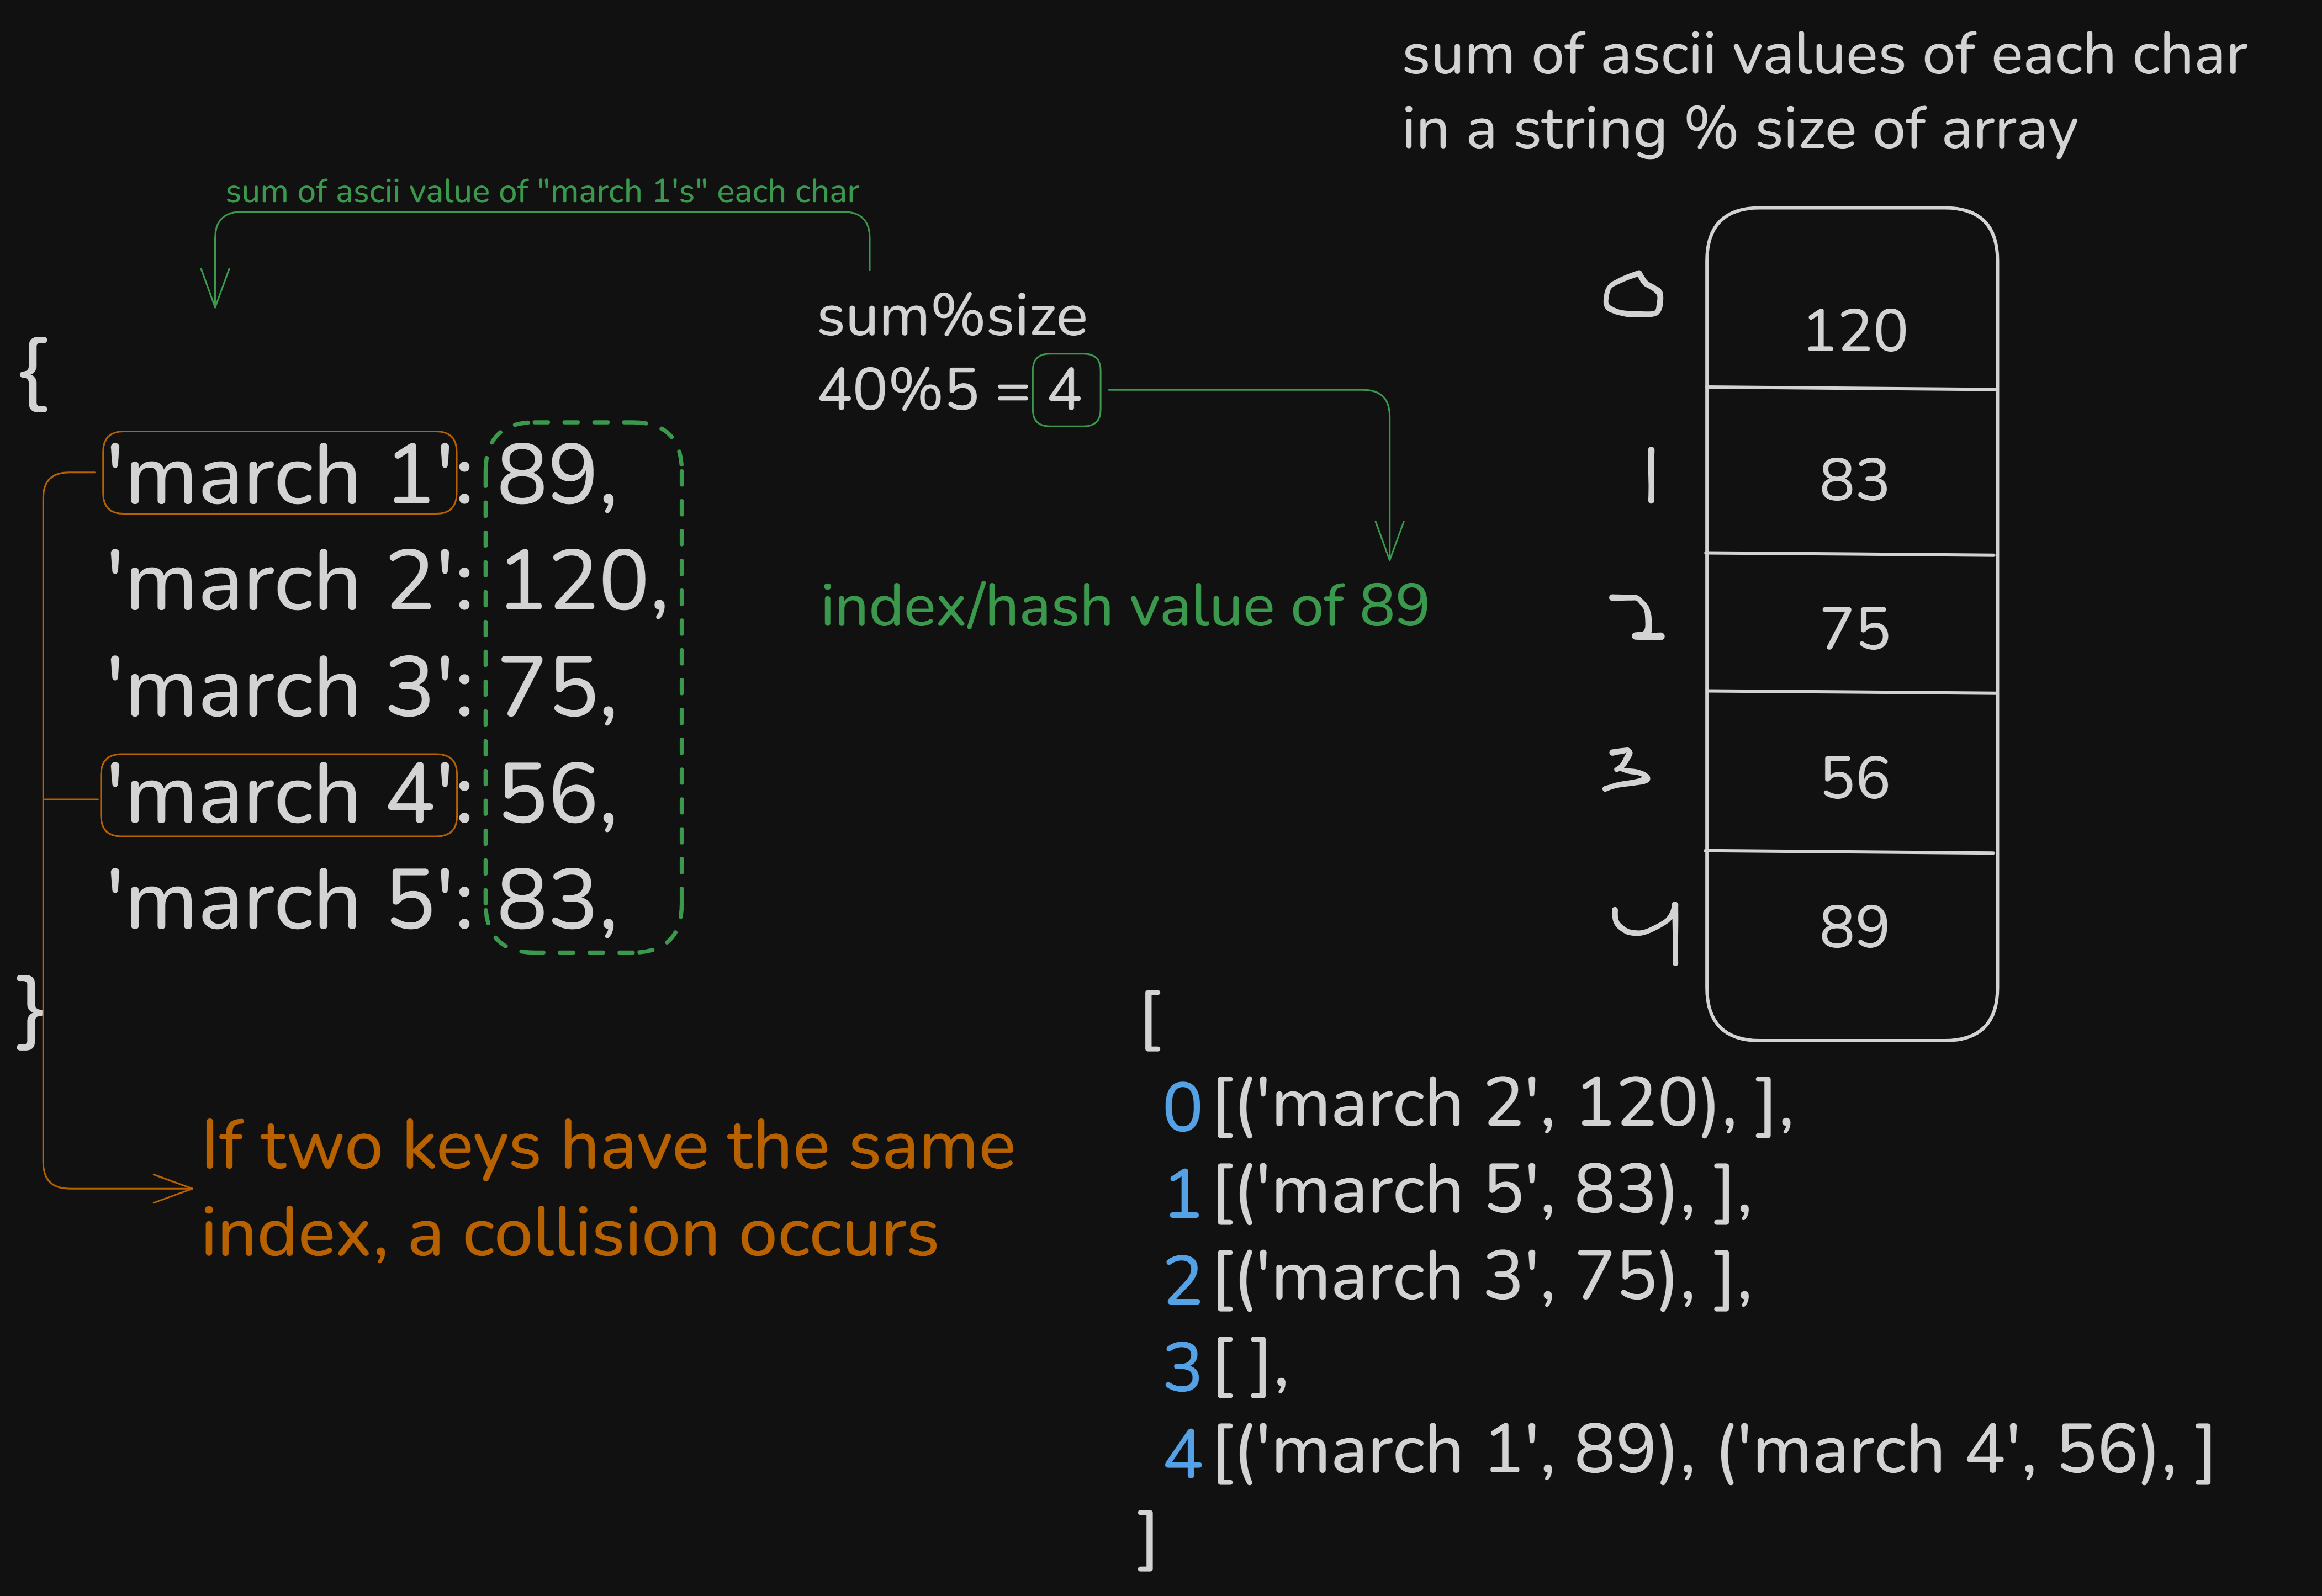 sum of ascii values of each char
in a string % size of array
sum of ascii value of "march 1's" each char
sum%size
40%5 = 4
index/hash value of 89
{
'march 1': 89,
'march 2': 120,
'march 3': 75,
'march 4': 56,
'march 5': 83,
}
If two keys have the same
index, a collision occurs
0 120
1 83
2 75
3 56
4 89
[
0 [('march 2', 120), ],
1 [('march 5', 83), ],
2 [('march 3', 75), ],
3 [ ],
4 [('march 1', 89), ('march 4', 56), ]
]